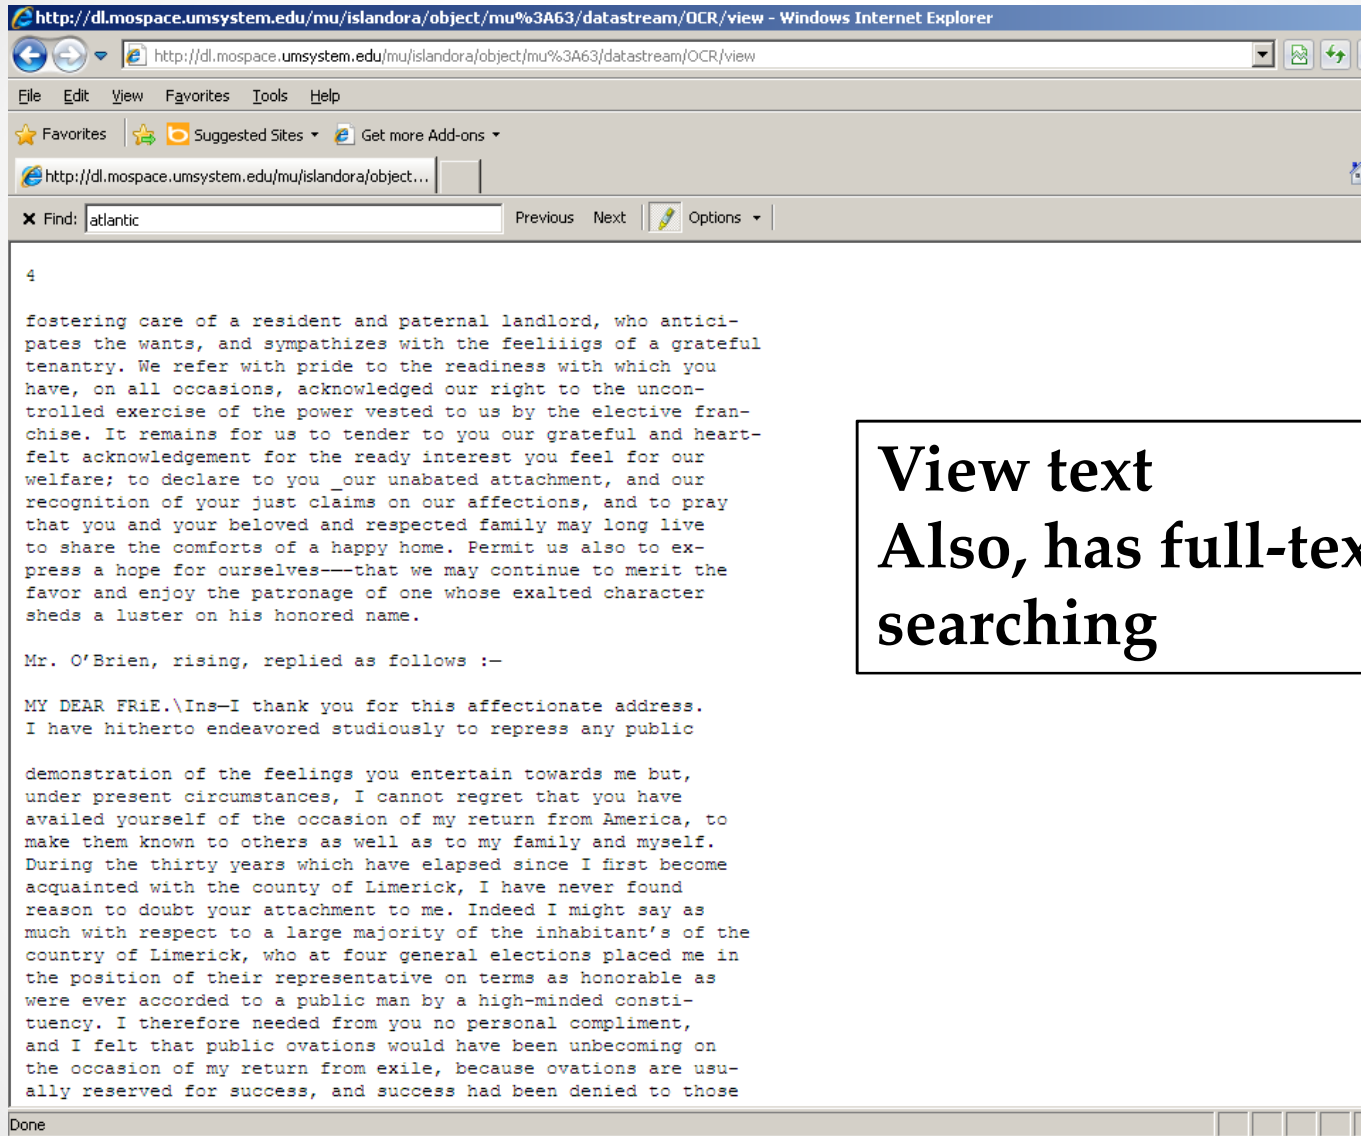 http://dl.mospace.umsystem.edu/mu/islandora/object/mu%3A63/datastream/OCR/view - Windows Internet Explorer
http://dl.mospace.umsystem.edu/mu/islandora/object/mu%3A63/datastream/OCR/view
File Edit View Favorites Tools Help
Favorites Suggested Sites Get more Add-ons
http://dl.mospace.umsystem.edu/mu/islandora/object...
Find: atlantic Previous Next Options
4
fostering care of a resident and paternal landlord, who antici-
pates the wants, and sympathizes with the feeliiigs of a grateful
tenantry. We refer with pride to the readiness with which you
have, on all occasions, acknowledged our right to the uncon-
trolled exercise of the power vested to us by the elective fran-
chise. It remains for us to tender to you our grateful and heart-
felt acknowledgement for the ready interest you feel for our
welfare; to declare to you _our unabated attachment, and our
recognition of your just claims on our affections, and to pray
that you and your beloved and respected family may long live
to share the comforts of a happy home. Permit us also to ex-
press a hope for ourselves-—-that we may continue to merit the
favor and enjoy the patronage of one whose exalted character
sheds a luster on his honored name.
Mr. O’Brien, rising, replied as follows :—
MY DEAR FRiE.\Ins—I thank you for this affectionate address.
I have hitherto endeavored studiously to repress any public
demonstration of the feelings you entertain towards me but,
under present circumstances, I cannot regret that you have
availed yourself of the occasion of my return from America, to
make them known to others as well as to my family and myself.
During the thirty years which have elapsed since I first become
acquainted with the county of Limerick, I have never found
reason to doubt your attachment to me. Indeed I might say as
much with respect to a large majority of the inhabitant’s of the
country of Limerick, who at four general elections placed me in
the position of their representative on terms as honorable as
were ever accorded to a public man by a high-minded consti-
tuency. I therefore needed from you no personal compliment,
and I felt that public ovations would have been unbecoming on
the occasion of my return from exile, because ovations are usu-
ally reserved for success, and success had been denied to those
View text
Also, has full-tex
searching
Done